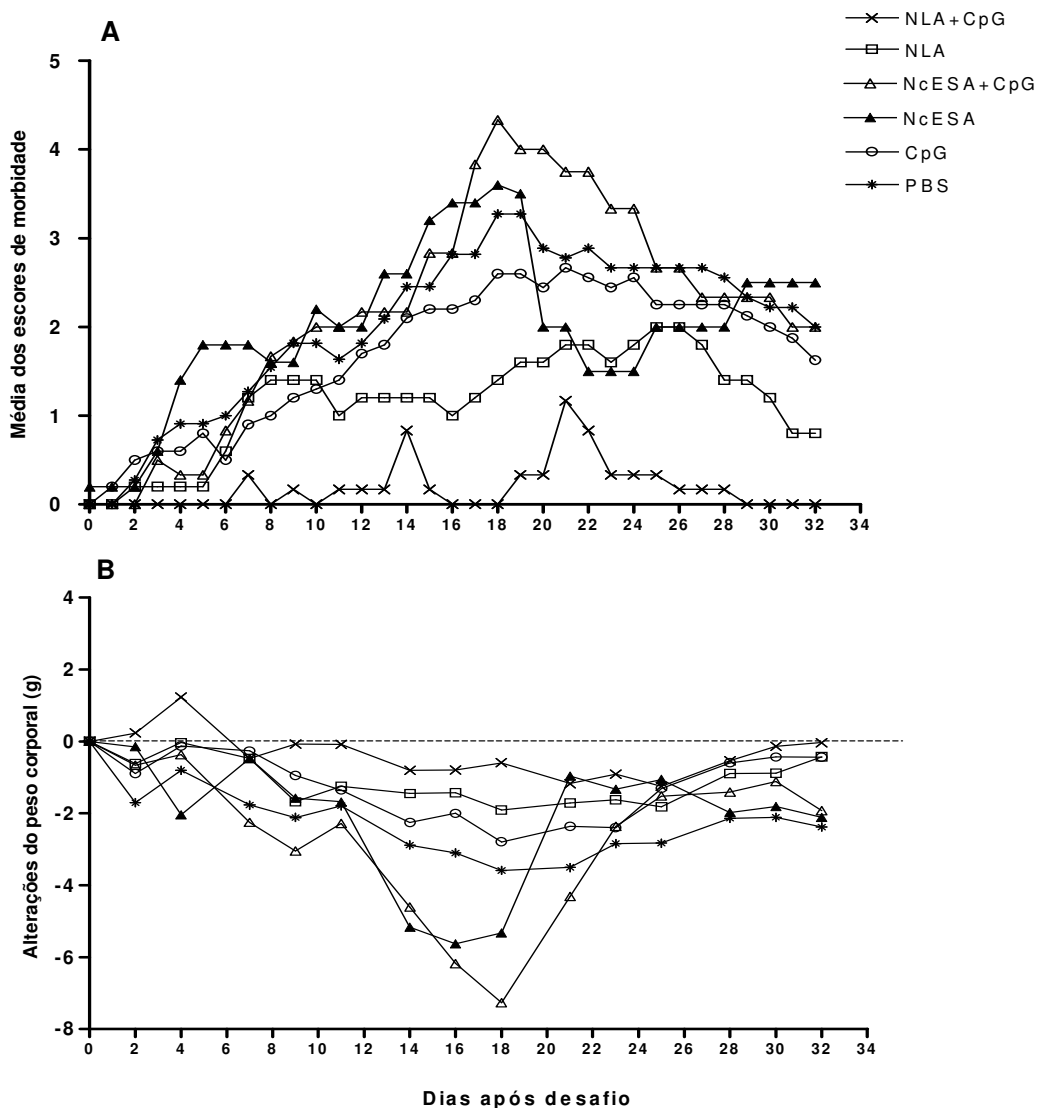 A
NLA+CpG
NLA
NcESA+CpG
NcESA
CpG
PBS
Média dos escores de morbidade
5
4
3
2
1
0
0 2 4 6 8 10 12 14 16 18 20 22 24 26 28 30 32 34
B
Alterações do peso corporal (g)
4
2
0
-2
-4
-6
-8
0 2 4 6 8 10 12 14 16 18 20 22 24 26 28 30 32 34
Dias após desafio